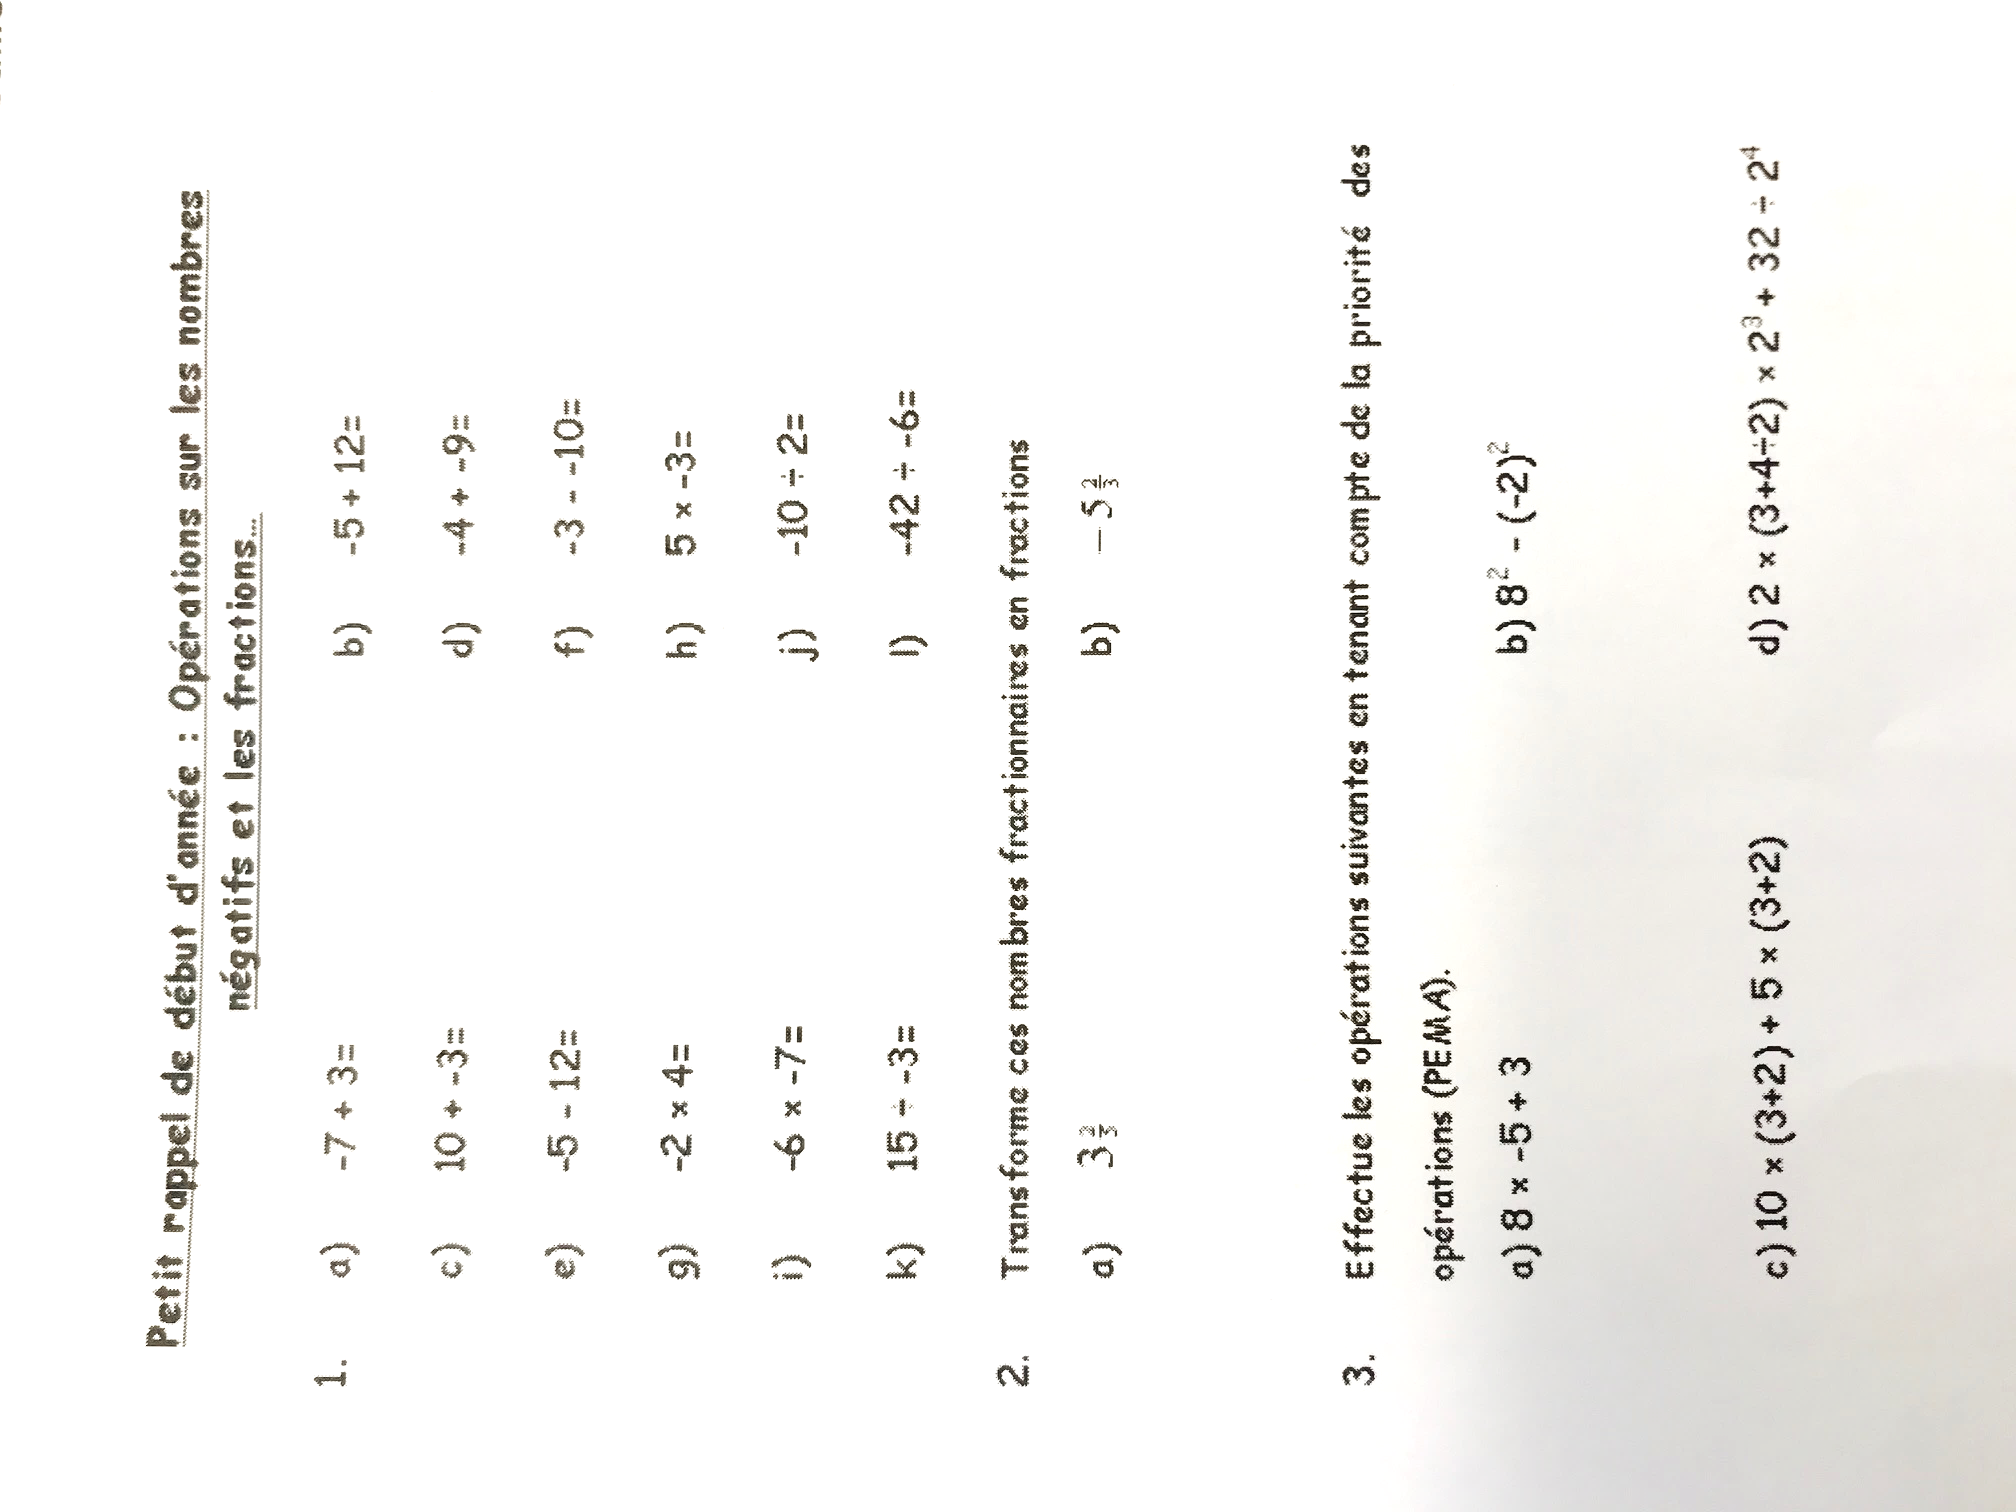 Petit rappel de début d'année : Opérations sur les nombres
négatifs et les fractions...
1. a) -7 + 3= b) -5 + 12=
c) 10 + -3= d) -4 + -9=
e) -5 - 12= f) -3 - -10=
g) -2 × 4= h) 5 × -3=
i) -6 × -7= j) -10 ÷ 2=
k) 15 ÷ -3= l) -42 ÷ -6=
2. Transforme ces nombres fractionnaires en fractions
a) 3 2/5 b) −5 2/3
3. Effectue les opérations suivantes en tenant compte de la priorité des
opérations (PEMA).
a) 8 × -5 + 3 b) 8² - (-2)²
c) 10 × (3+2) + 5 × (3+2) d) 2 × (3+4÷2) × 2³ + 32 ÷ 2⁴